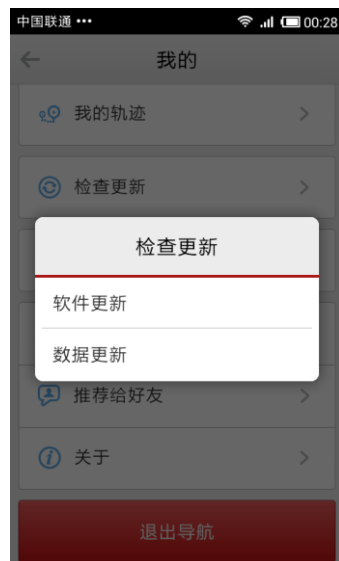 中国联通 ••• 00:28
我的
我的轨迹
检查更新
检查更新
软件更新
数据更新
推荐给好友
关于
退出导航